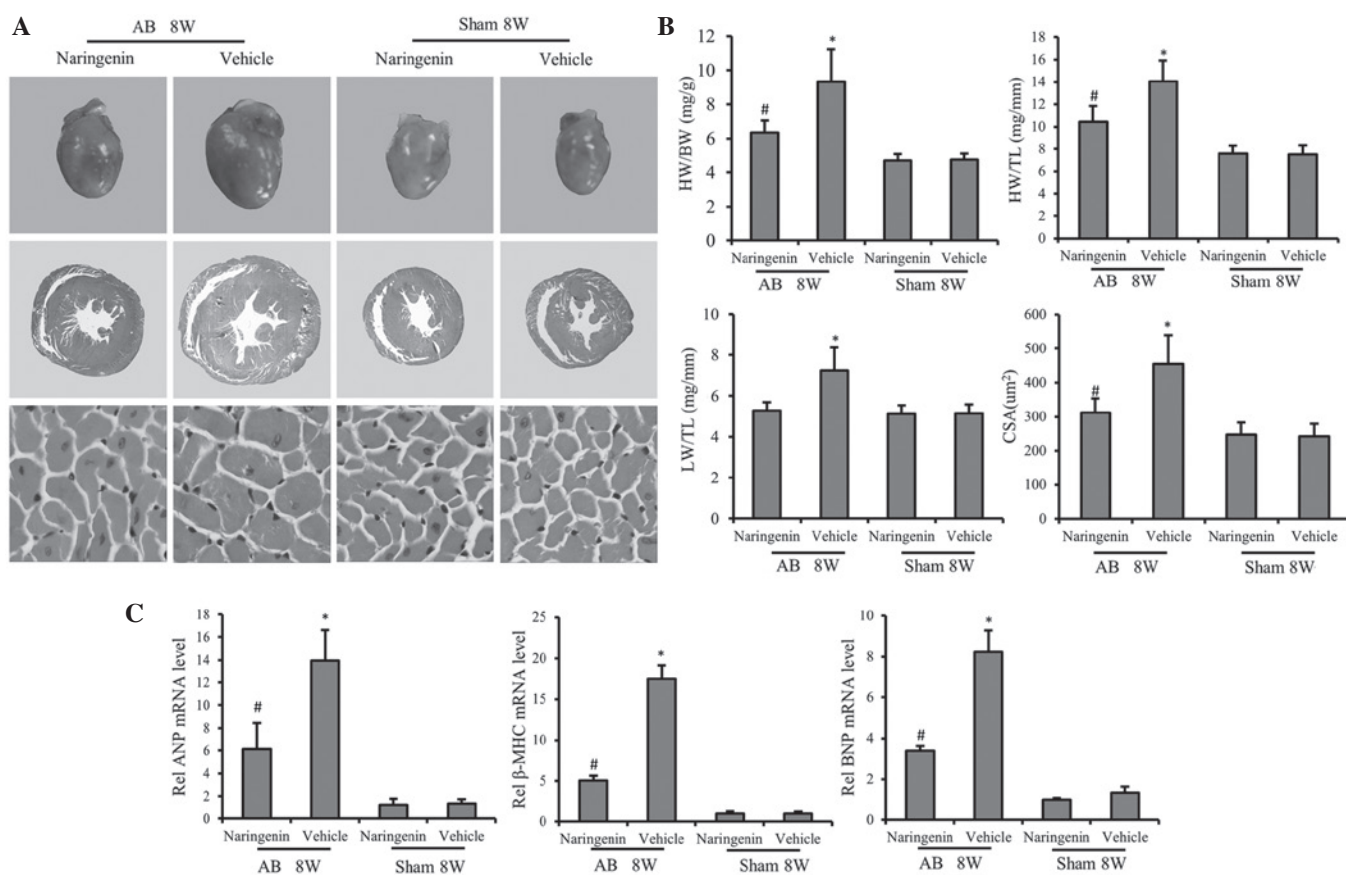 A
AB 8W
Sham 8W
Naringenin Vehicle Naringenin Vehicle
B
HW/BW (mg/g)
12
10
8
6
4
2
0
#
*
Naringenin Vehicle Naringenin Vehicle
AB 8W Sham 8W
HW/TL (mg/mm)
18
16
14
12
10
8
6
4
2
0
#
*
Naringenin Vehicle Naringenin Vehicle
AB 8W Sham 8W
LW/TL (mg/mm)
10
8
6
4
2
0
*
Naringenin Vehicle Naringenin Vehicle
AB 8W Sham 8W
CSA(um²)
600
500
400
300
200
100
0
#
*
Naringenin Vehicle Naringenin Vehicle
AB 8W Sham 8W
C
Rel ANP mRNA level
18
16
14
12
10
8
6
4
2
0
#
*
Naringenin Vehicle Naringenin Vehicle
AB 8W Sham 8W
Rel β-MHC mRNA level
25
20
15
10
5
0
#
*
Naringenin Vehicle Naringenin Vehicle
AB 8W Sham 8W
Rel BNP mRNA level
10
8
6
4
2
0
#
*
Naringenin Vehicle Naringenin Vehicle
AB 8W Sham 8W